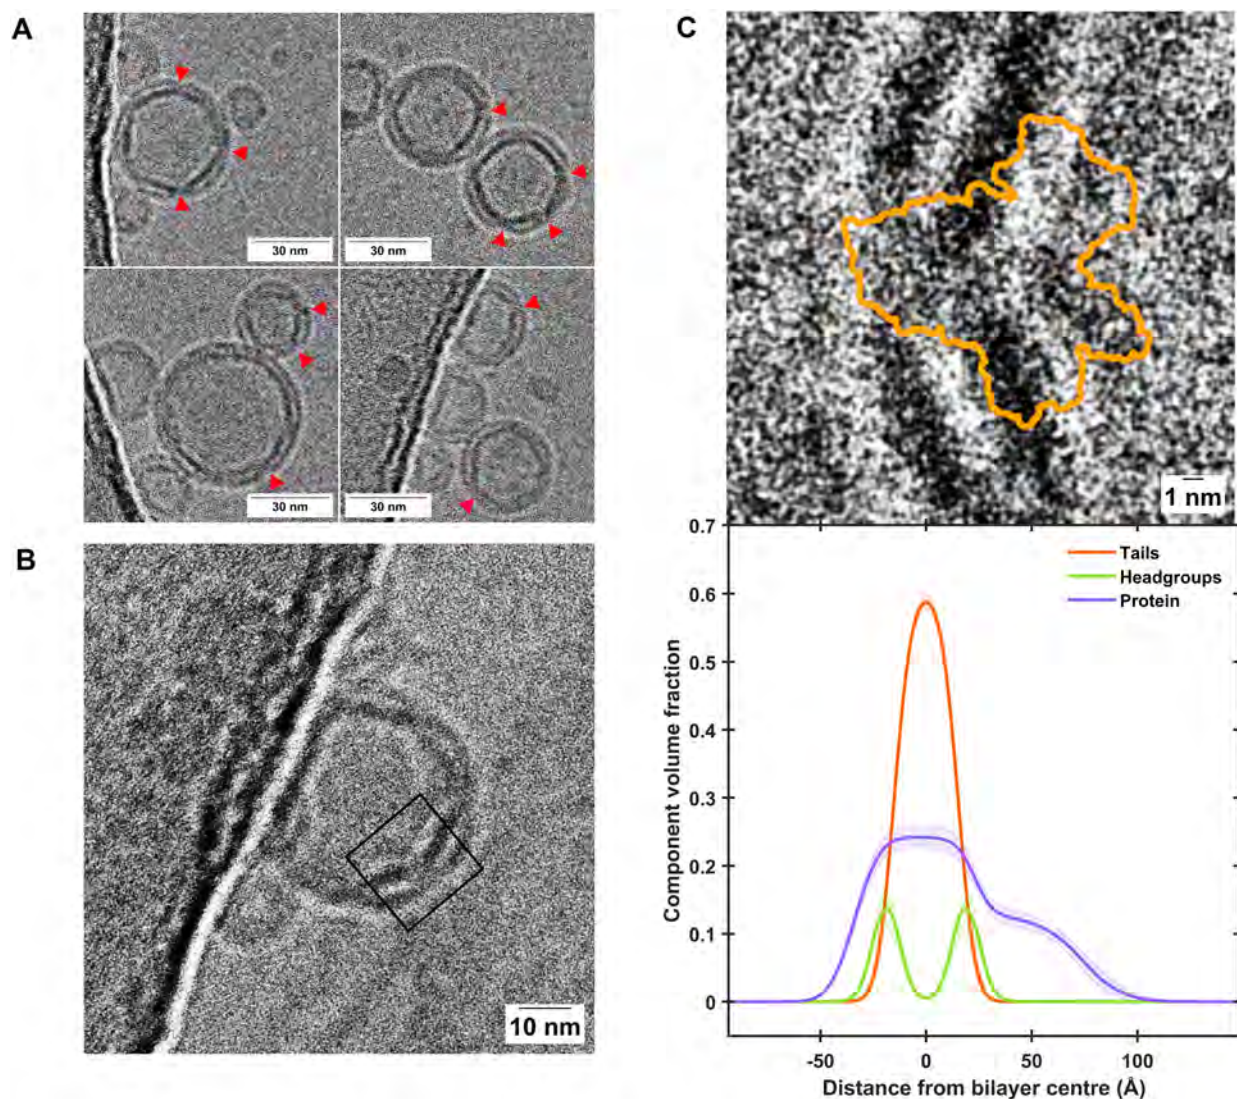 A
30 nm
30 nm
30 nm
30 nm
B
10 nm
C
1 nm
0.7
0.6
0.5
0.4
0.3
0.2
0.1
0
Component volume fraction
Tails
Headgroups
Protein
-50
0
50
100
Distance from bilayer centre (Å)